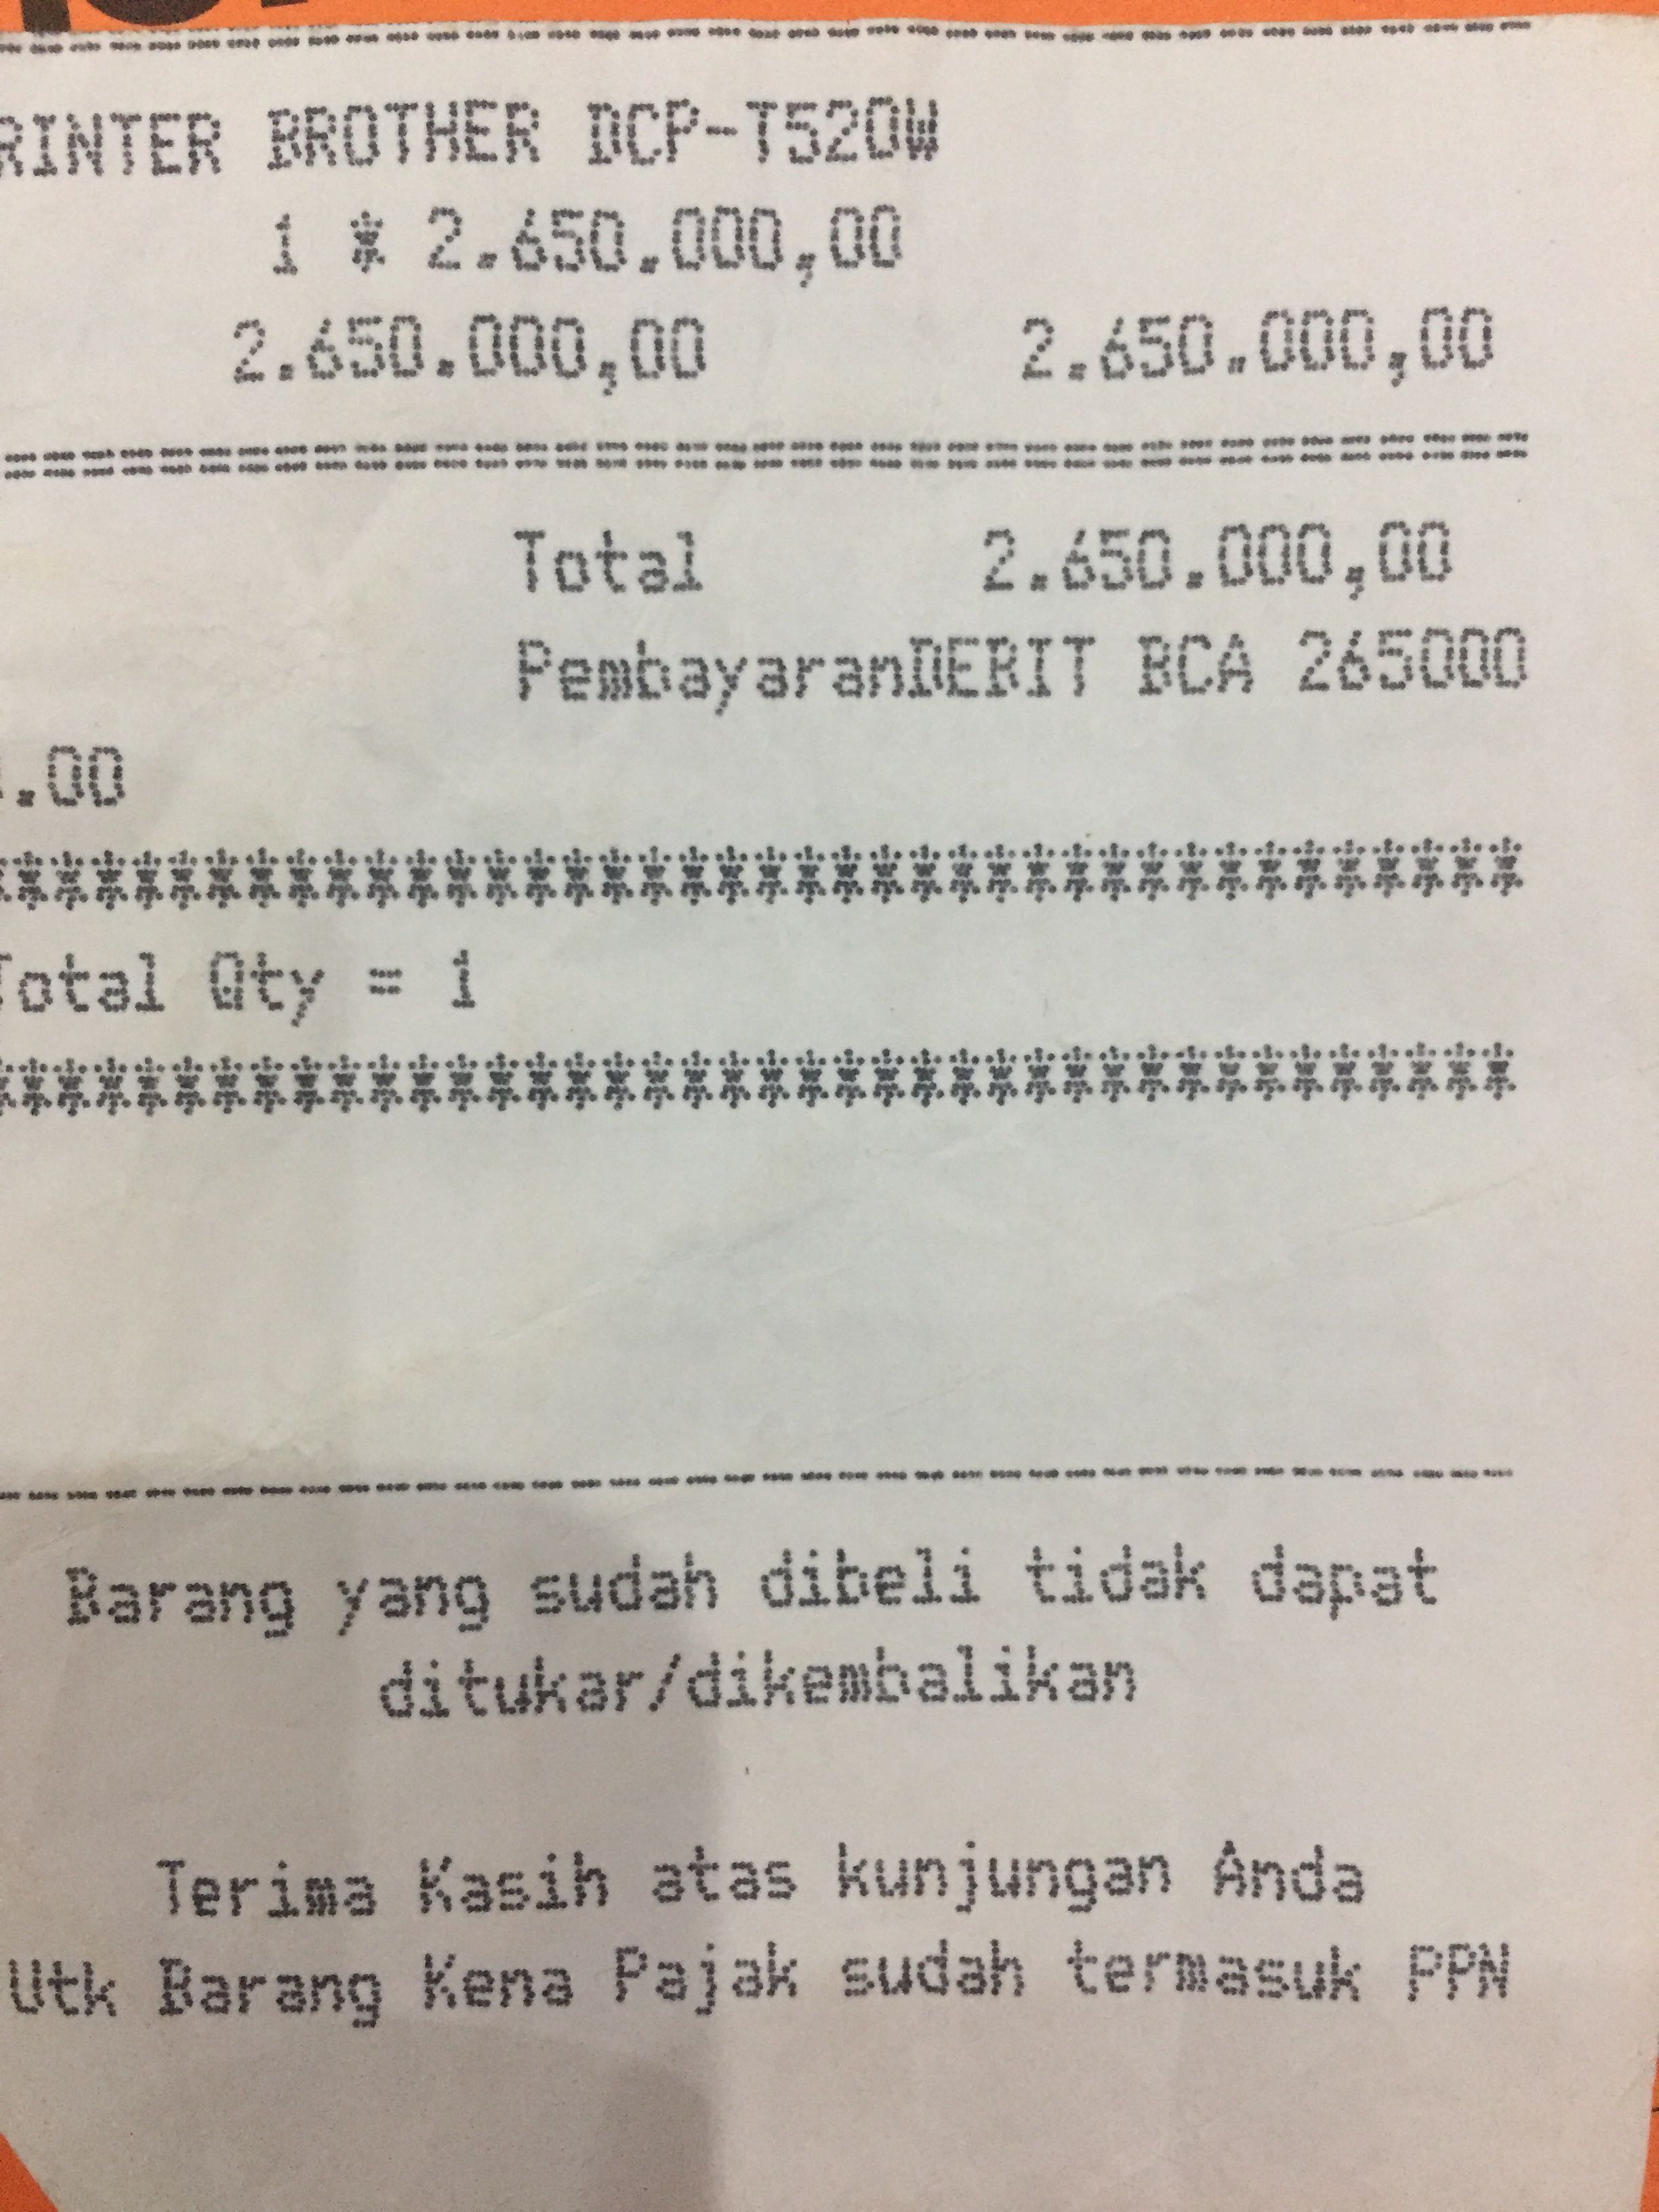 RINTER BROTHER DCP-T520W
1 * 2.650.000,00
2.650.000,00 2.650.000,00
Total 2.650.000,00
PembayaranDEBIT BCA 265000
.00
*****************************************
Total Qty = 1
*****************************************
Barang yang sudah dibeli tidak dapat
ditukar/dikembalikan
Terima Kasih atas kunjungan Anda
Utk Barang Kena Pajak sudah termasuk PPN